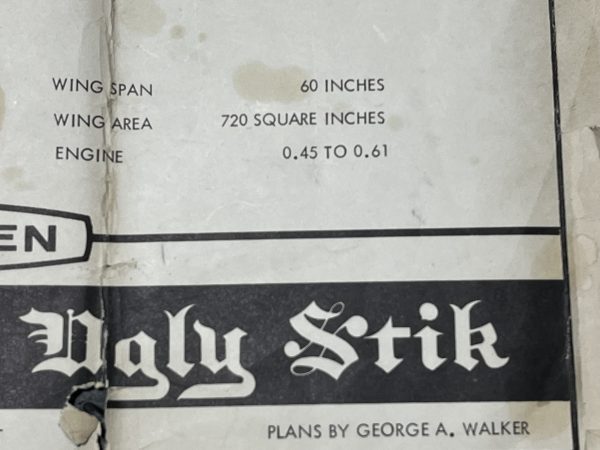 WING SPAN 60 INCHES
WING AREA 720 SQUARE INCHES
ENGINE 0.45 TO 0.61
EN
Ugly Stik
PLANS BY GEORGE A. WALKER